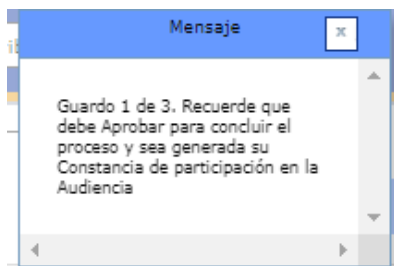 Mensaje
x
Guardo 1 de 3. Recuerde que
debe Aprobar para concluir el
proceso y sea generada su
Constancia de participación en la
Audiencia